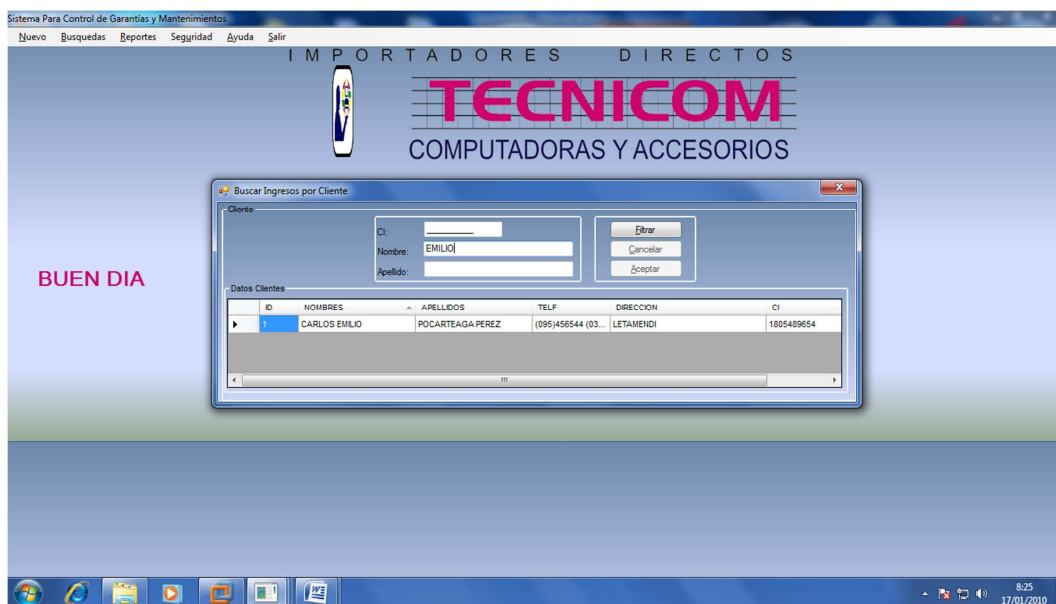 Sistema Para Control de Garantías y Mantenimientos
Nuevo Busquedas Reportes Seguridad Ayuda Salir
IMPORTADORES DIRECTOS
TECNICOM
COMPUTADORAS Y ACCESORIOS
Buscar Ingresos por Cliente
Cliente
CI: Filtrar
Nombre: EMILIO Cancelar
Apellido: Aceptar
BUEN DIA
Datos Clientes
ID NOMBRES APELLIDOS TELF DIRECCION CI
1 CARLOS EMILIO POCARTEAGA PEREZ (095)456544 (03... LETAMENDI 1805489654
8:25
17/01/2010